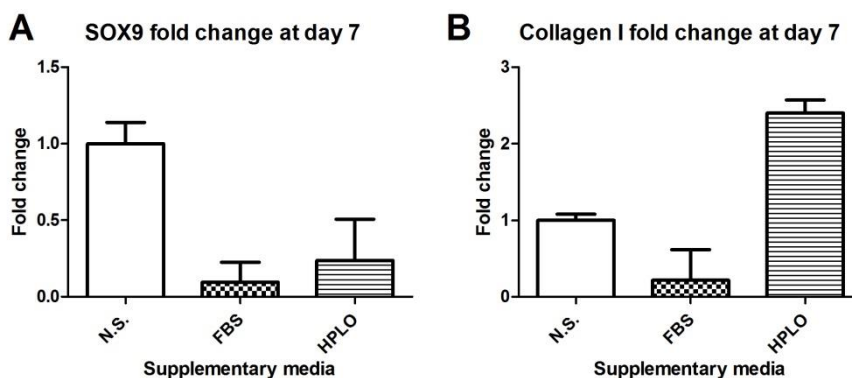 A
SOX9 fold change at day 7
Fold change
1.5
1.0
0.5
0.0
N.S.
FBS
HPLO
Supplementary media
B
Collagen I fold change at day 7
Fold change
3
2
1
0
N.S.
FBS
HPLO
Supplementary media